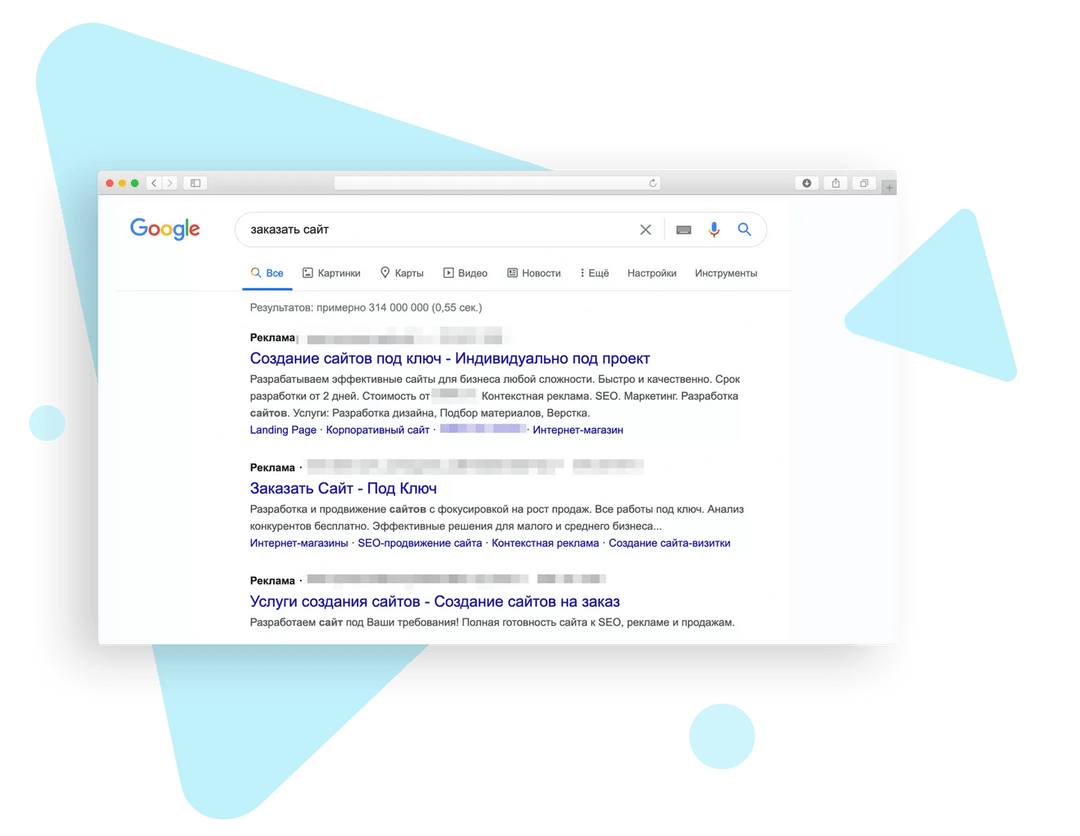 Google
заказать сайт
Все Картинки Карты Видео Новости Ещё Настройки Инструменты
Результатов: примерно 314 000 000 (0,55 сек.)
Реклама
Создание сайтов под ключ - Индивидуально под проект
Разрабатываем эффективные сайты для бизнеса любой сложности. Быстро и качественно. Срок
разработки от 2 дней. Стоимость от Контекстная реклама. SEO. Маркетинг. Разработка
сайтов. Услуги: Разработка дизайна, Подбор материалов, Верстка.
Landing Page · Корпоративный сайт · · Интернет-магазин
Реклама ·
Заказать Сайт - Под Ключ
Разработка и продвижение сайтов с фокусировкой на рост продаж. Все работы под ключ. Анализ
конкурентов бесплатно. Эффективные решения для малого и среднего бизнеса...
Интернет-магазины · SEO-продвижение сайта · Контекстная реклама · Создание сайта-визитки
Реклама ·
Услуги создания сайтов - Создание сайтов на заказ
Разработаем сайт под Ваши требования! Полная готовность сайта к SEO, рекламе и продажам.